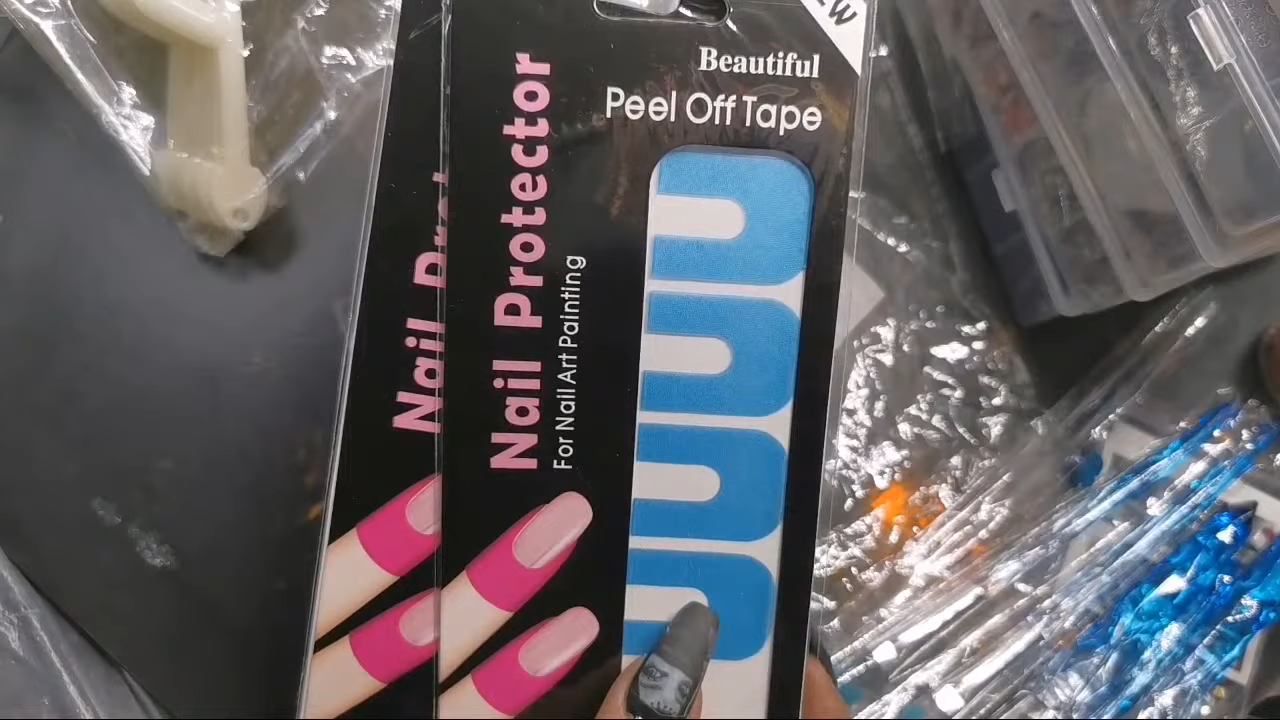 Beautiful
Peel Off Tape
Nail Protector
For Nail Art Painting
Nail